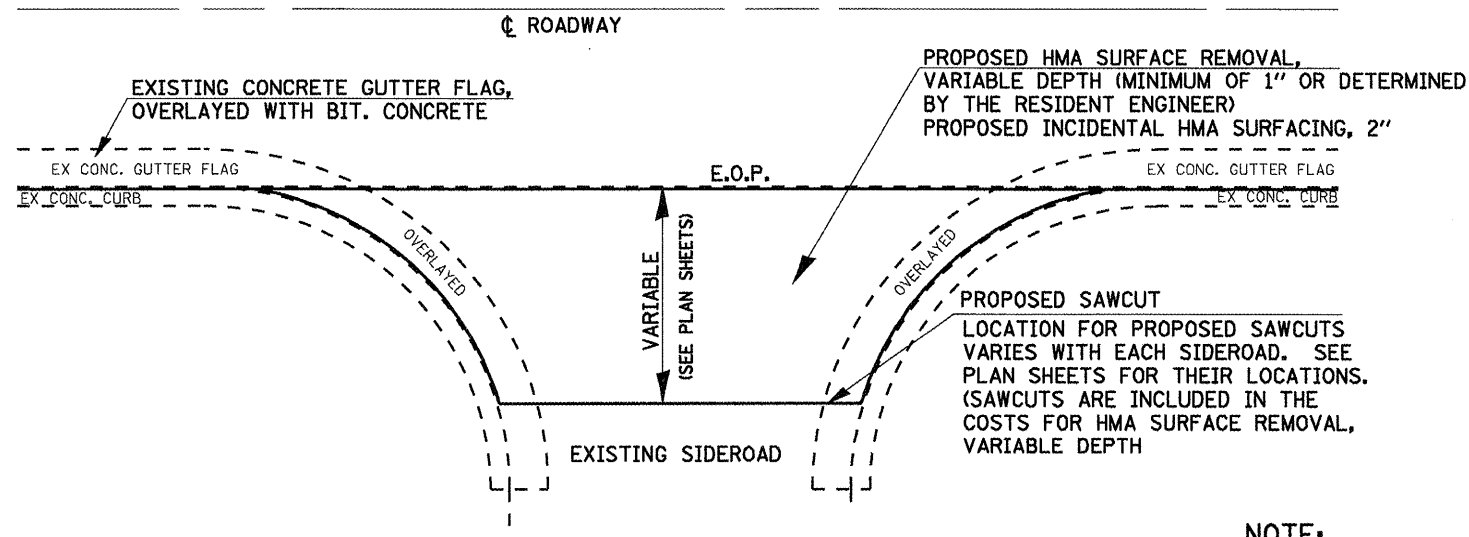 ℄ ROADWAY
EXISTING CONCRETE GUTTER FLAG,
OVERLAYED WITH BIT. CONCRETE
PROPOSED HMA SURFACE REMOVAL,
VARIABLE DEPTH (MINIMUM OF 1" OR DETERMINED
BY THE RESIDENT ENGINEER)
PROPOSED INCIDENTAL HMA SURFACING, 2"
EX CONC. GUTTER FLAG
E.O.P.
EX CONC. GUTTER FLAG
EX CONC. CURB
EX CONC. CURB
OVERLAYED
VARIABLE
(SEE PLAN SHEETS)
OVERLAYED
PROPOSED SAWCUT
LOCATION FOR PROPOSED SAWCUTS
VARIES WITH EACH SIDEROAD. SEE
PLAN SHEETS FOR THEIR LOCATIONS.
(SAWCUTS ARE INCLUDED IN THE
COSTS FOR HMA SURFACE REMOVAL,
VARIABLE DEPTH
EXISTING SIDEROAD
NOTE: